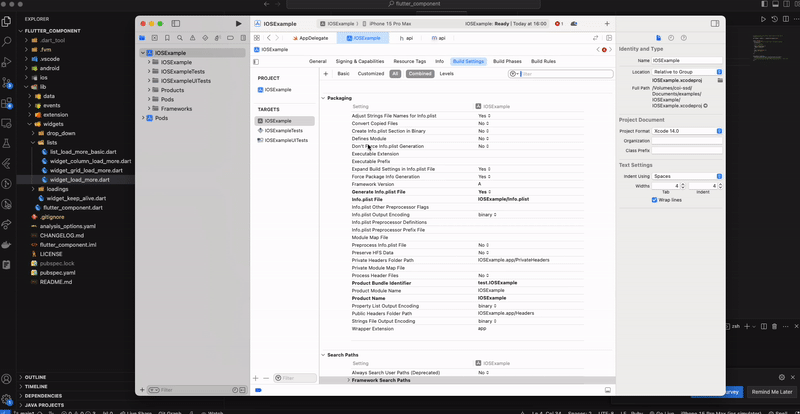 flutter_component
EXPLORER
FLUTTER_COMPONENT
.dart_tool
.fvm
.vscode
android
ios
lib
data
events
extension
widgets
drop_down
lists
list_load_more_basic.dart
widget_column_load_more.dart
widget_grid_load_more.dart
widget_load_more.dart
loadings
widget_keep_alive.dart
flutter_component.dart
.gitignore
analysis_options.yaml
CHANGELOG.md
flutter_component.iml
LICENSE
pubspec.lock
pubspec.yaml
README.md
OUTLINE
TIMELINE
DEPENDENCIES
JAVA PROJECTS
IOSExample
IOSExample
IOSExampleTests
IOSExampleUITests
Products
Pods
Frameworks
Pods
Filter
IOSExample
IOSExample
iPhone 15 Pro Max
IOSExample: Ready | Today at 16:00
1
AppDelegate
IOSExample
api
api
IOSExample
General
Signing & Capabilities
Resource Tags
Info
Build Settings
Build Phases
Build Rules
Basic
Customized
All
Combined
Levels
Filter
PROJECT
IOSExample
TARGETS
IOSExample
IOSExampleTests
IOSExampleUITests
Filter
Packaging
Setting IOSExample
Adjust Strings File Names for Info.plist Yes
Convert Copied Files No
Create Info.plist Section in Binary No
Defines Module No
Don't Force Info.plist Generation No
Executable Extension
Executable Prefix
Expand Build Settings in Info.plist File Yes
Force Package Info Generation Yes
Framework Version A
Generate Info.plist File Yes
Info.plist File IOSExample/Info.plist
Info.plist Other Preprocessor Flags
Info.plist Output Encoding binary
Info.plist Preprocessor Definitions
Info.plist Preprocessor Prefix File
Module Map File
Preprocess Info.plist File No
Preserve HFS Data No
Private Headers Folder Path IOSExample.app/PrivateHeaders
Private Module Map File
Process Header Files No
Product Bundle Identifier test.IOSExample
Product Module Name IOSExample
Product Name IOSExample
Property List Output Encoding binary
Public Headers Folder Path IOSExample.app/Headers
Strings File Output Encoding binary
Wrapper Extension app
Search Paths
Setting IOSExample
Always Search User Paths (Deprecated) No
Framework Search Paths
Identity and Type
Name IOSExample
Location Relative to Group
IOSExample.xcodeproj
Full Path /Volumes/coi-ssd/
Documents/examples/
IOSExample/
IOSExample.xcodeproj
Project Document
Project Format Xcode 14.0
Organization
Class Prefix
Text Settings
Indent Using Spaces
Widths 4 4
Tab Indent
Wrap lines
zsh
Survey
Remind Me Later